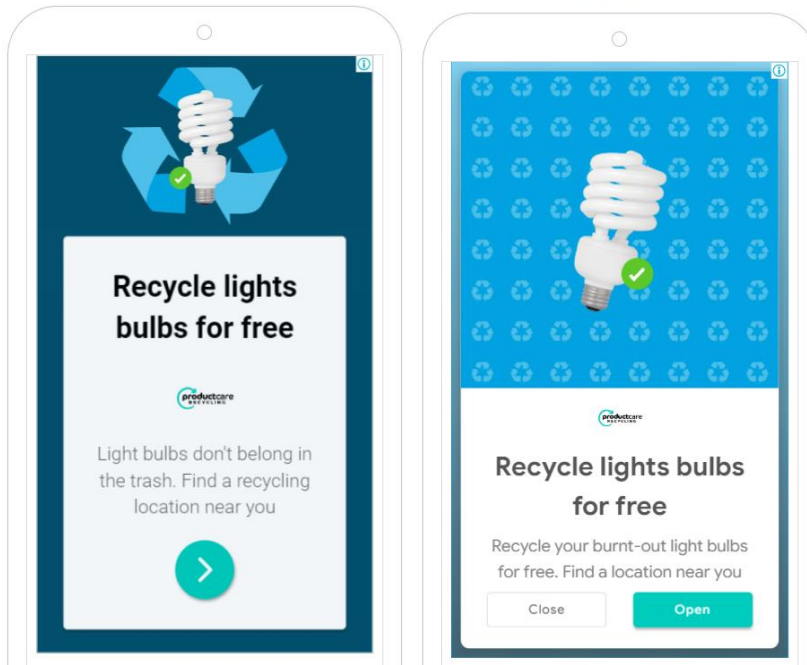 Recycle lights
bulbs for free
productcare
RECYCLING
Light bulbs don't belong in
the trash. Find a recycling
location near you
productcare
RECYCLING
Recycle lights bulbs
for free
Recycle your burnt-out light bulbs
for free. Find a location near you
Close
Open